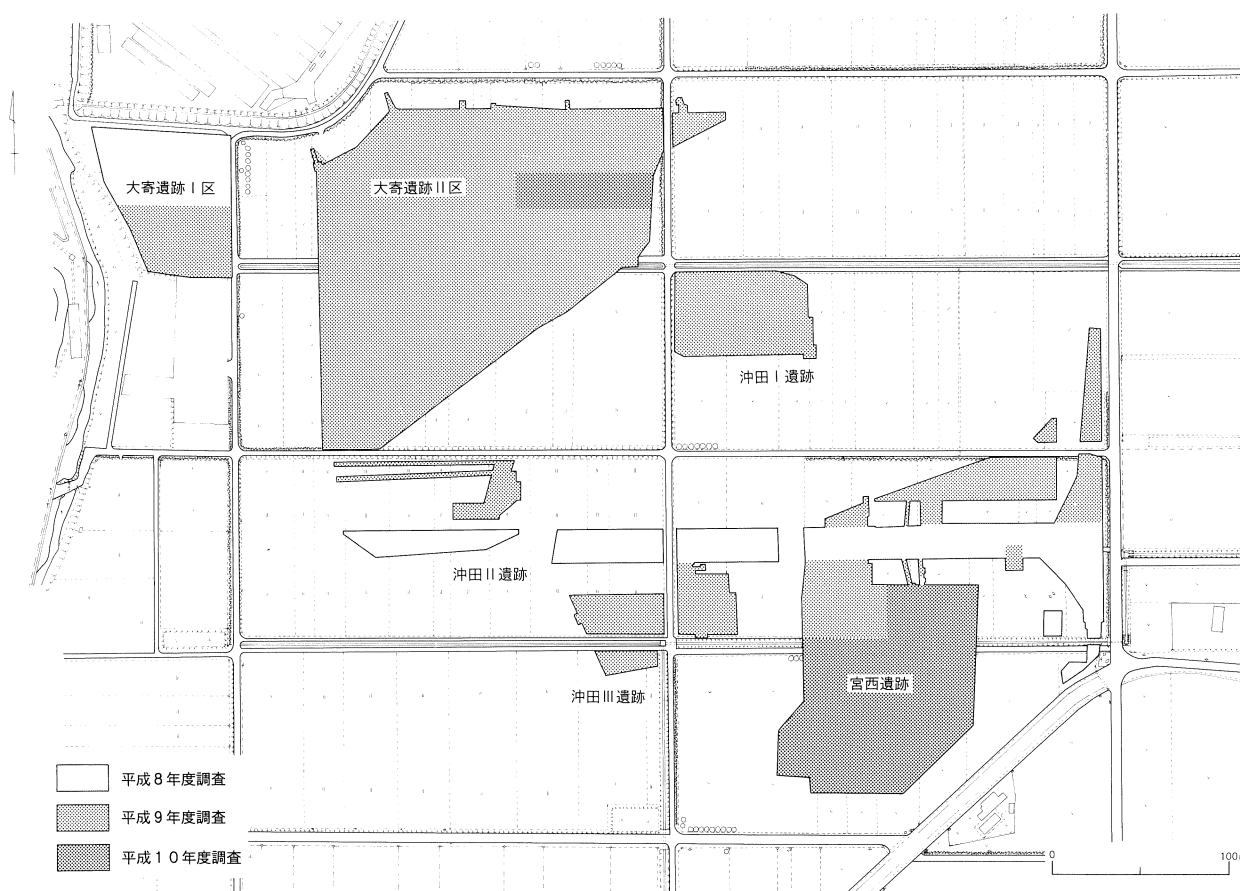 大寄遺跡Ⅰ区
大寄遺跡Ⅱ区
沖田Ⅰ遺跡
沖田Ⅱ遺跡
沖田Ⅲ遺跡
宮西遺跡
平成8年度調査
平成9年度調査
平成10年度調査
0 100